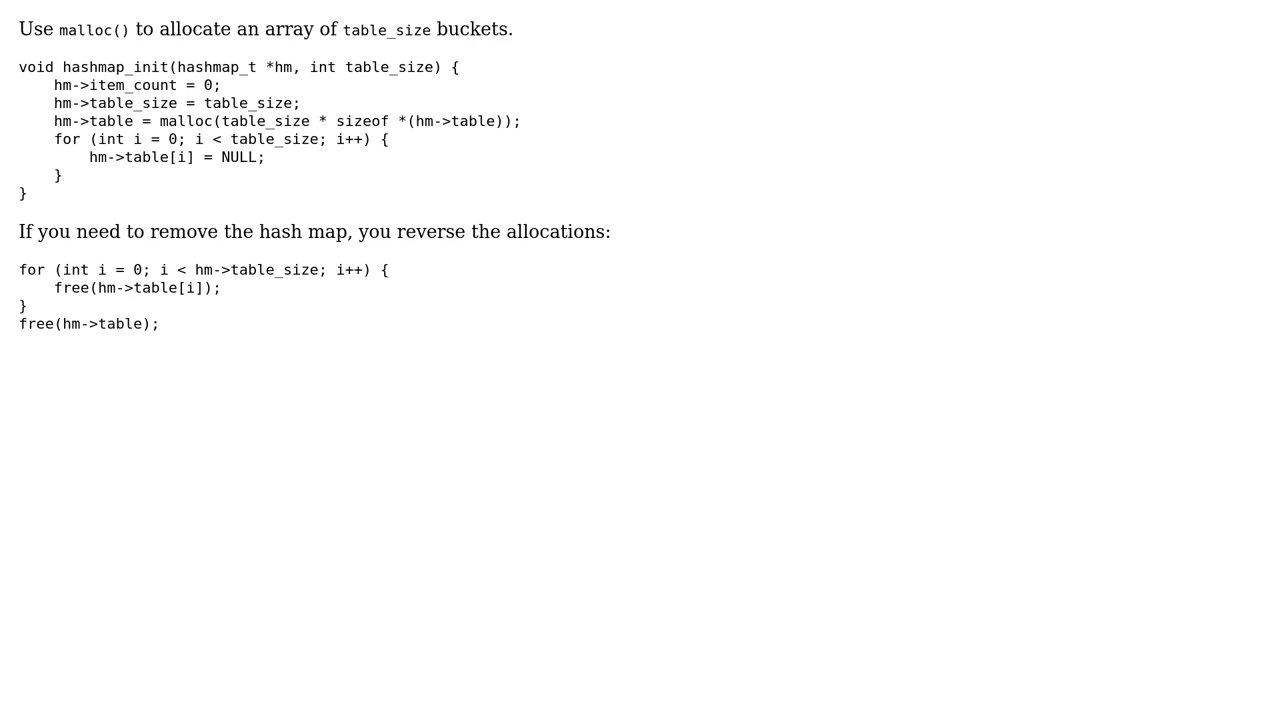 Use malloc() to allocate an array of table_size buckets.
void hashmap_init(hashmap_t *hm, int table_size) {
    hm->item_count = 0;
    hm->table_size = table_size;
    hm->table = malloc(table_size * sizeof *(hm->table));
    for (int i = 0; i < table_size; i++) {
        hm->table[i] = NULL;
    }
}
If you need to remove the hash map, you reverse the allocations:
for (int i = 0; i < hm->table_size; i++) {
    free(hm->table[i]);
}
free(hm->table);